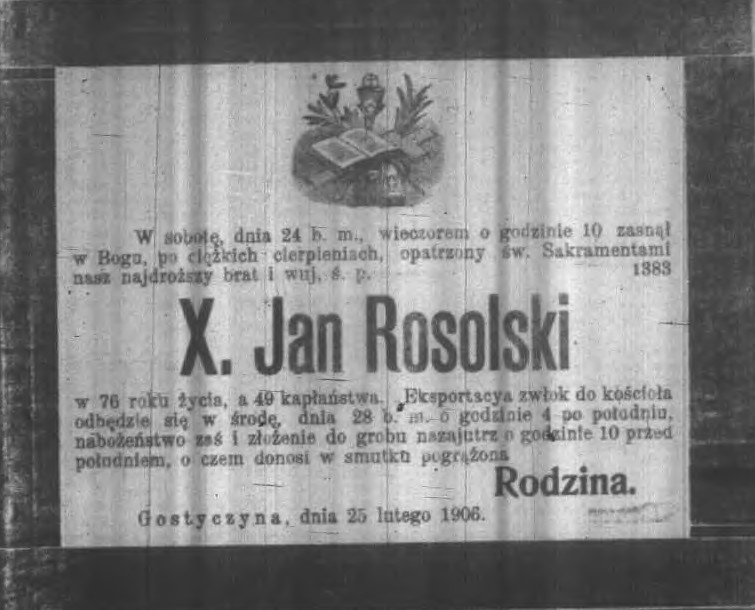 W sobotę, dnia 24 b. m., wieczorem o godzinie 10 zasnął
w Bogu, po ciężkich cierpieniach, opatrzony św. Sakramentami
nasz najdroższy brat i wuj, ś. p. 1383
X. Jan Rosolski
w 76 roku życia, a 49 kapłaństwa. Eksportacya zwłok do kościoła
odbędzie się w środę, dnia 28 b. m. o godzinie 4 po południu,
nabożeństwo zaś i złożenie do grobu nazajutrz o godzinie 10 przed
południem, o czem donosi w smutku pogrążona
Rodzina.
Gostyczyna, dnia 25 lutego 1906.